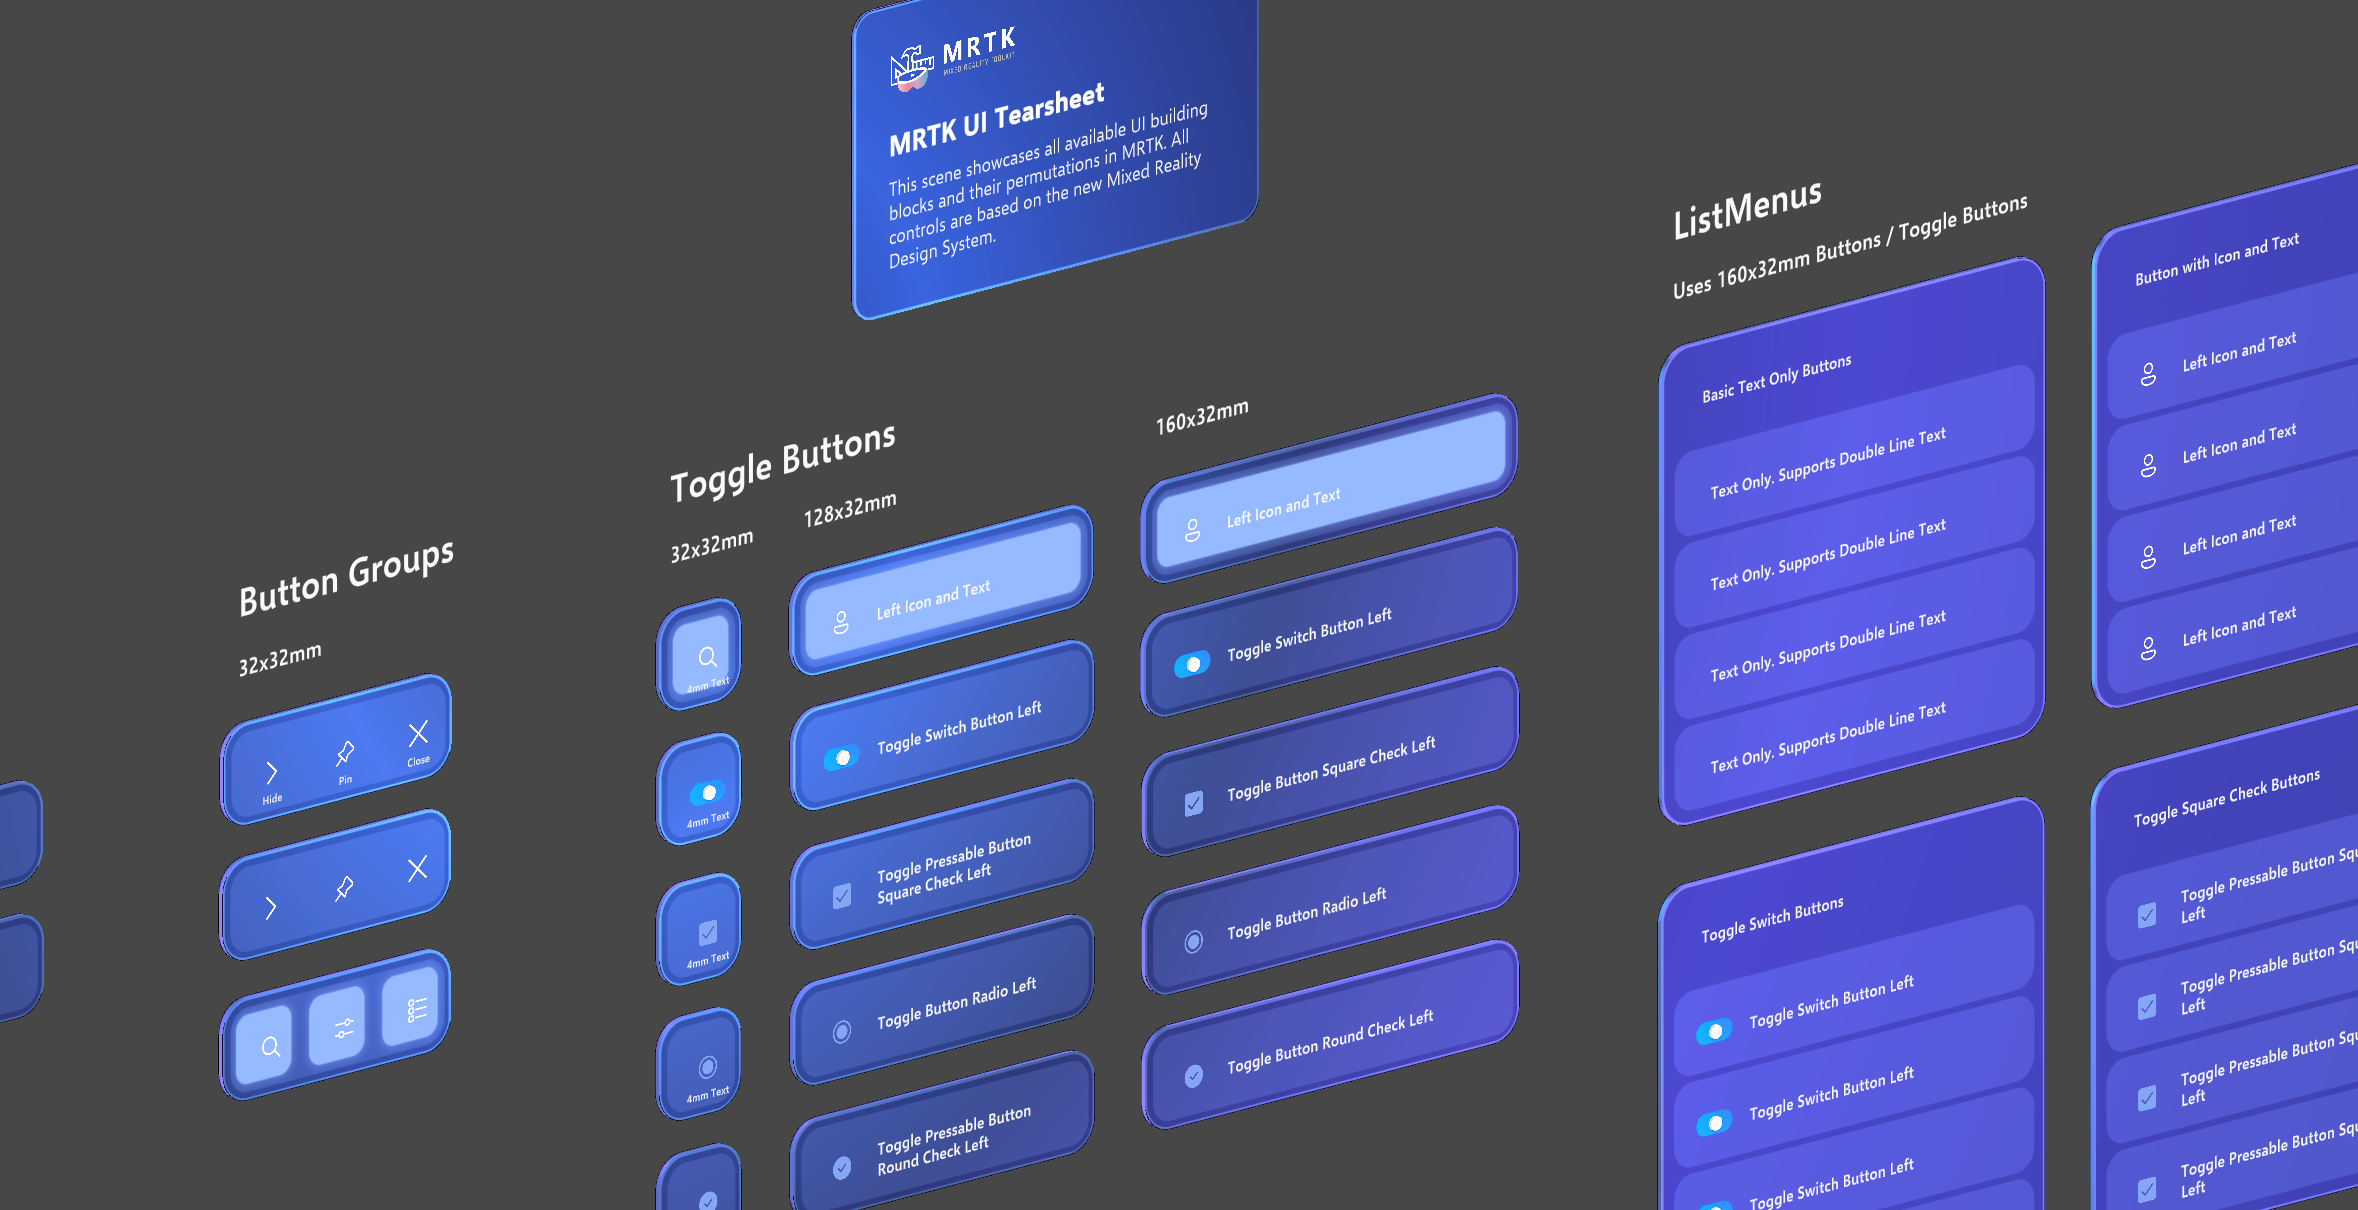 MRTK
MIXED REALITY TOOLKIT
MRTK UI Tearsheet
This scene showcases all available UI building
blocks and their permutations in MRTK. All
controls are based on the new Mixed Reality
Design System.
Button Groups
32x32mm
Hide
Pin
Close
Toggle Buttons
32x32mm
4mm Text
4mm Text
4mm Text
4mm Text
128x32mm
Left Icon and Text
Toggle Switch Button Left
Toggle Pressable Button
Square Check Left
Toggle Button Radio Left
Toggle Pressable Button
Round Check Left
160x32mm
Left Icon and Text
Toggle Switch Button Left
Toggle Button Square Check Left
Toggle Button Radio Left
Toggle Button Round Check Left
ListMenus
Uses 160x32mm Buttons / Toggle Buttons
Basic Text Only Buttons
Text Only. Supports Double Line Text
Text Only. Supports Double Line Text
Text Only. Supports Double Line Text
Text Only. Supports Double Line Text
Toggle Switch Buttons
Toggle Switch Button Left
Toggle Switch Button Left
Toggle Switch Button Left
Button with Icon and Text
Left Icon and Text
Left Icon and Text
Left Icon and Text
Left Icon and Text
Toggle Square Check Buttons
Toggle Pressable Button Squ
Left
Toggle Pressable Button Squ
Left
Toggle Pressable Button Squ
Left
Toggle Pressable Button Squ
Left